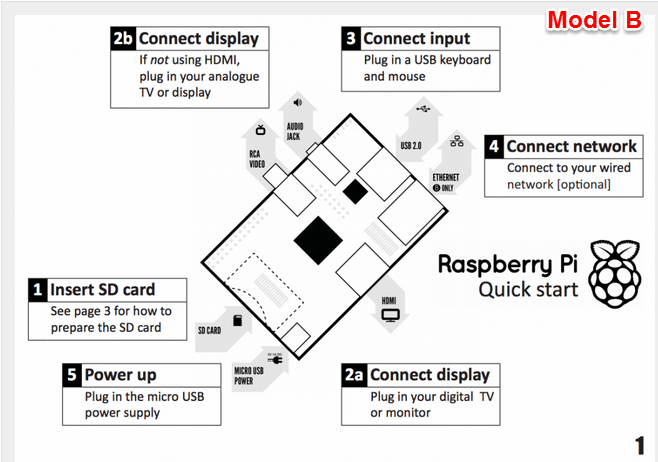 Model B
2b Connect display
If not using HDMI,
plug in your analogue
TV or display
3 Connect input
Plug in a USB keyboard
and mouse
AUDIO
JACK
RCA
VIDEO
USB 2.0
ETHERNET
B ONLY
4 Connect network
Connect to your wired
network [optional]
Raspberry Pi
Quick start
1 Insert SD card
See page 3 for how to
prepare the SD card
HDMI
SD CARD
MICRO USB
POWER
5 Power up
Plug in the micro USB
power supply
2a Connect display
Plug in your digital TV
or monitor
1